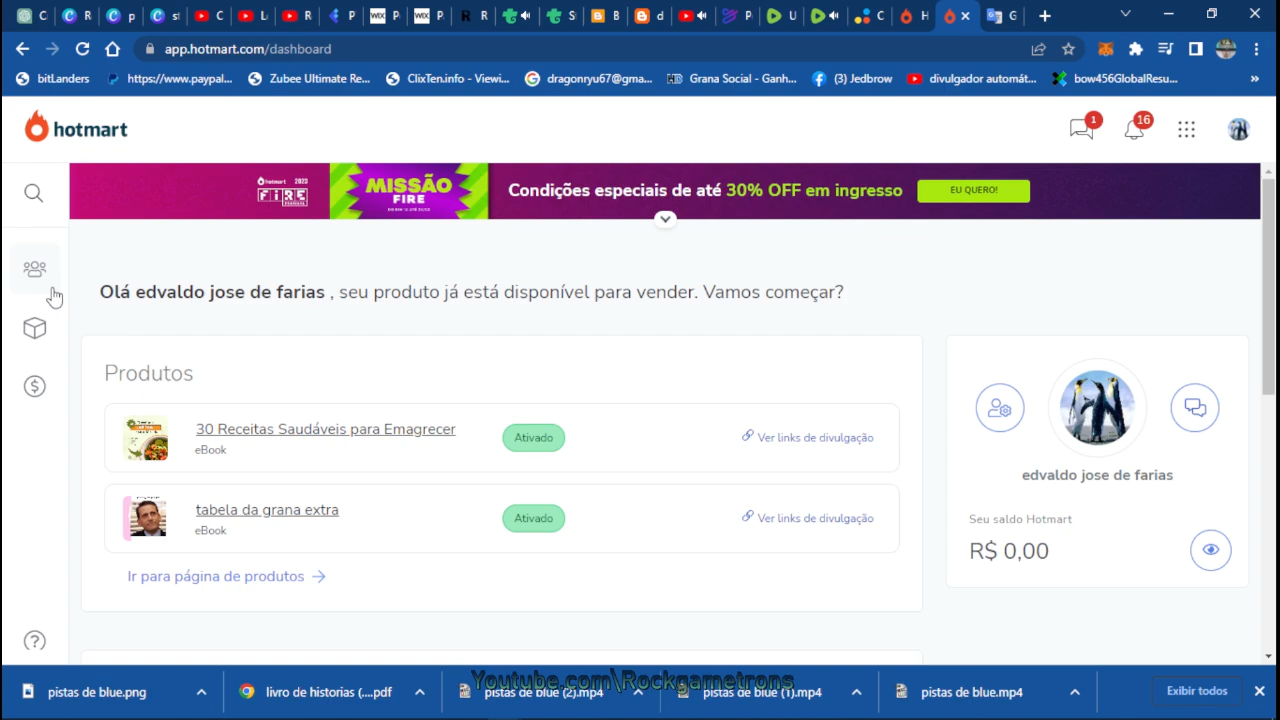 app.hotmart.com/dashboard
bitLanders
https://www.paypal...
Zubee Ultimate Re...
ClixTen.info - Viewi...
dragonryu67@gma...
Grana Social - Ganh...
(3) Jedbrow
divulgador automát...
bow456GlobalResu...
hotmart
1
16
hotmart 2023
FIRE
MISSÃO
FIRE
Condições especiais de até 30% OFF em ingresso
EU QUERO!
Olá edvaldo jose de farias , seu produto já está disponível para vender. Vamos começar?
Produtos
30 Receitas Saudáveis para Emagrecer
eBook
Ativado
Ver links de divulgação
tabela da grana extra
eBook
Ativado
Ver links de divulgação
Ir para página de produtos
edvaldo jose de farias
Seu saldo Hotmart
R$ 0,00
Youtube.com\Rockgametrons
pistas de blue.png
livro de historias (....pdf
pistas de blue (2).mp4
pistas de blue (1).mp4
pistas de blue.mp4
Exibir todos